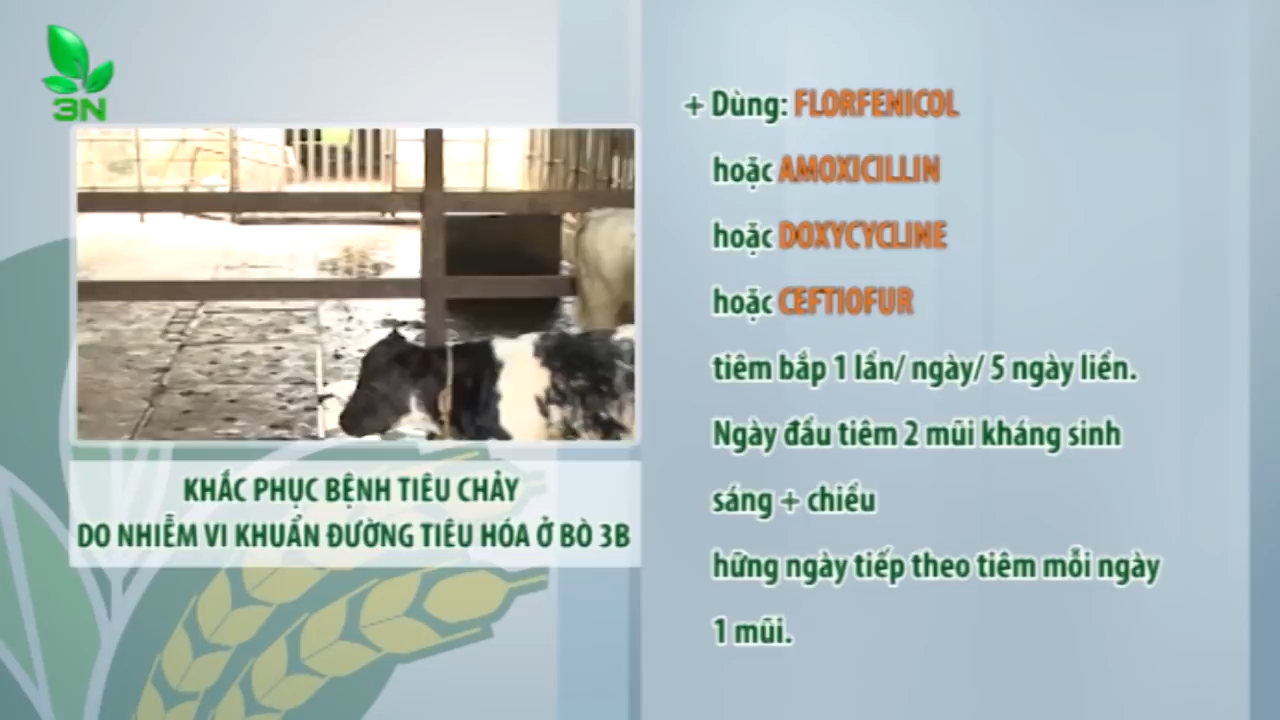 3N
+ Dùng: FLORFENICOL
hoặc AMOXICILLIN
hoặc DOXYCYCLINE
hoặc CEFTIOFUR
tiêm bắp 1 lần/ ngày/ 5 ngày liền.
Ngày đầu tiêm 2 mũi kháng sinh
sáng + chiều
hững ngày tiếp theo tiêm mỗi ngày
1 mũi.
KHẮC PHỤC BỆNH TIÊU CHẢY
DO NHIỄM VI KHUẨN ĐƯỜNG TIÊU HÓA Ở BÒ 3B